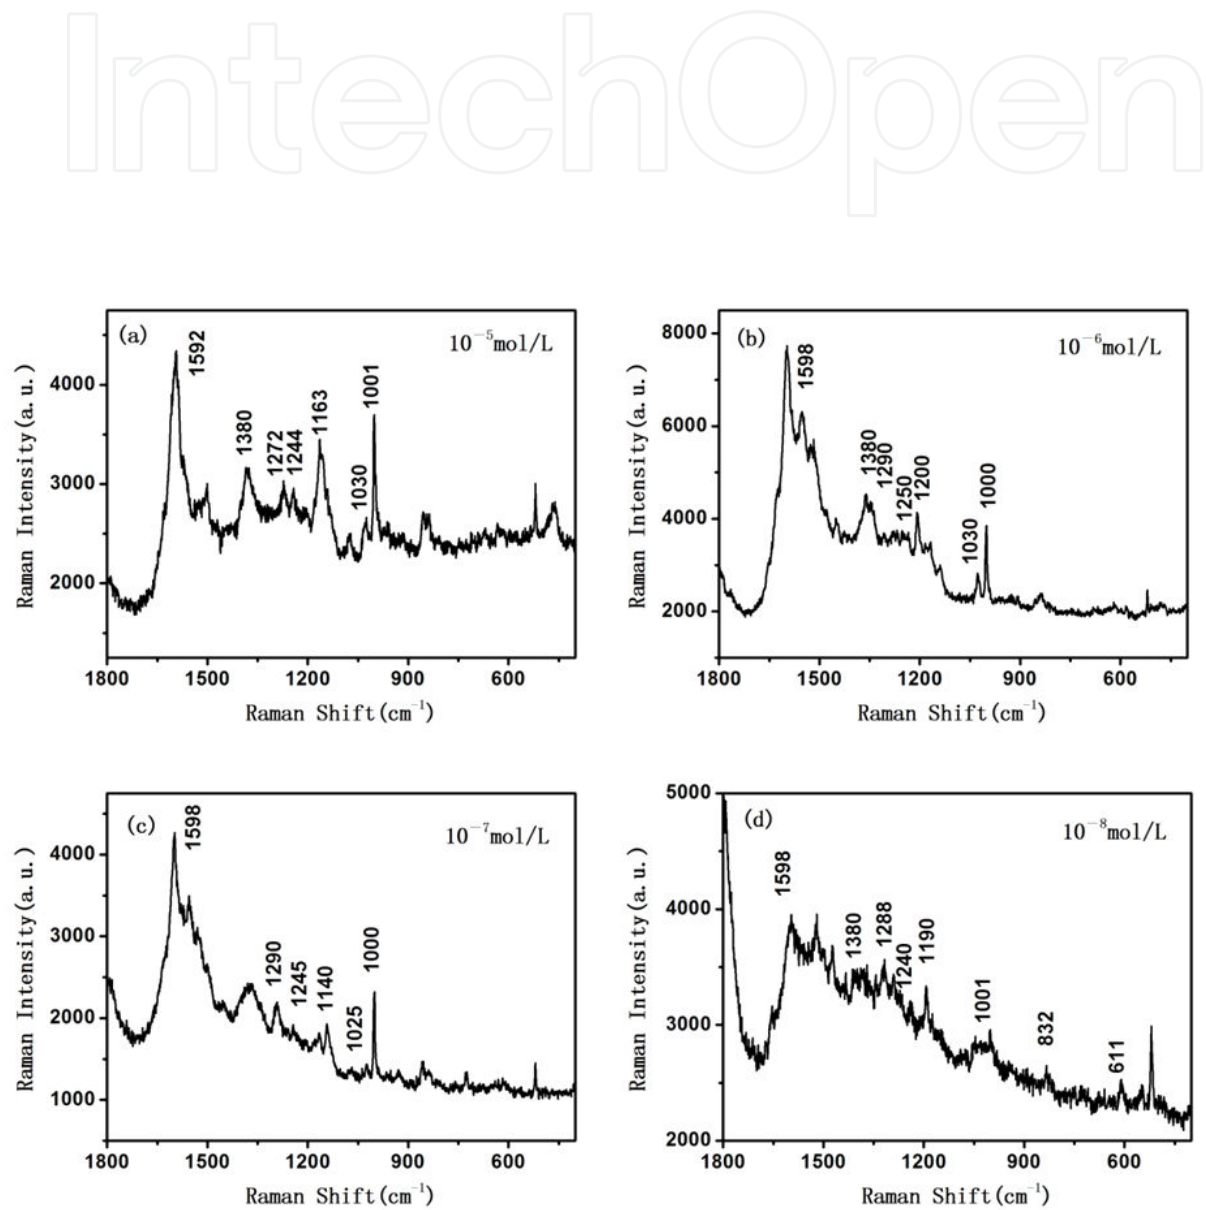 IntechOpen
(a)
10⁻⁵mol/L
1592
1380
1272
1244
1163
1030
1001
4000
3000
2000
Raman Intensity(a.u.)
1800 1500 1200 900 600
Raman Shift(cm⁻¹)
(b)
10⁻⁶mol/L
1598
1380
1290
1250
1200
1030
1000
8000
6000
4000
2000
Raman Intensity(a.u.)
1800 1500 1200 900 600
Raman Shift(cm⁻¹)
(c)
10⁻⁷mol/L
1598
1290
1245
1140
1025
1000
4000
3000
2000
1000
Raman Intensity(a.u.)
1800 1500 1200 900 600
Raman Shift(cm⁻¹)
(d)
10⁻⁸mol/L
1598
1380
1288
1240
1190
1001
832
611
5000
4000
3000
2000
Raman Intensity(a.u.)
1800 1500 1200 900 600
Raman Shift(cm⁻¹)